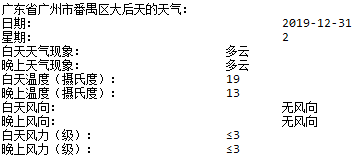 广东省广州市番禺区大后天的天气:
日期: 2019-12-31
星期: 2
白天天气现象: 多云
晚上天气现象: 多云
白天温度(摄氏度): 19
晚上温度(摄氏度): 13
白天风向: 无风向
晚上风向: 无风向
白天风力(级): ≤3
晚上风力(级): ≤3